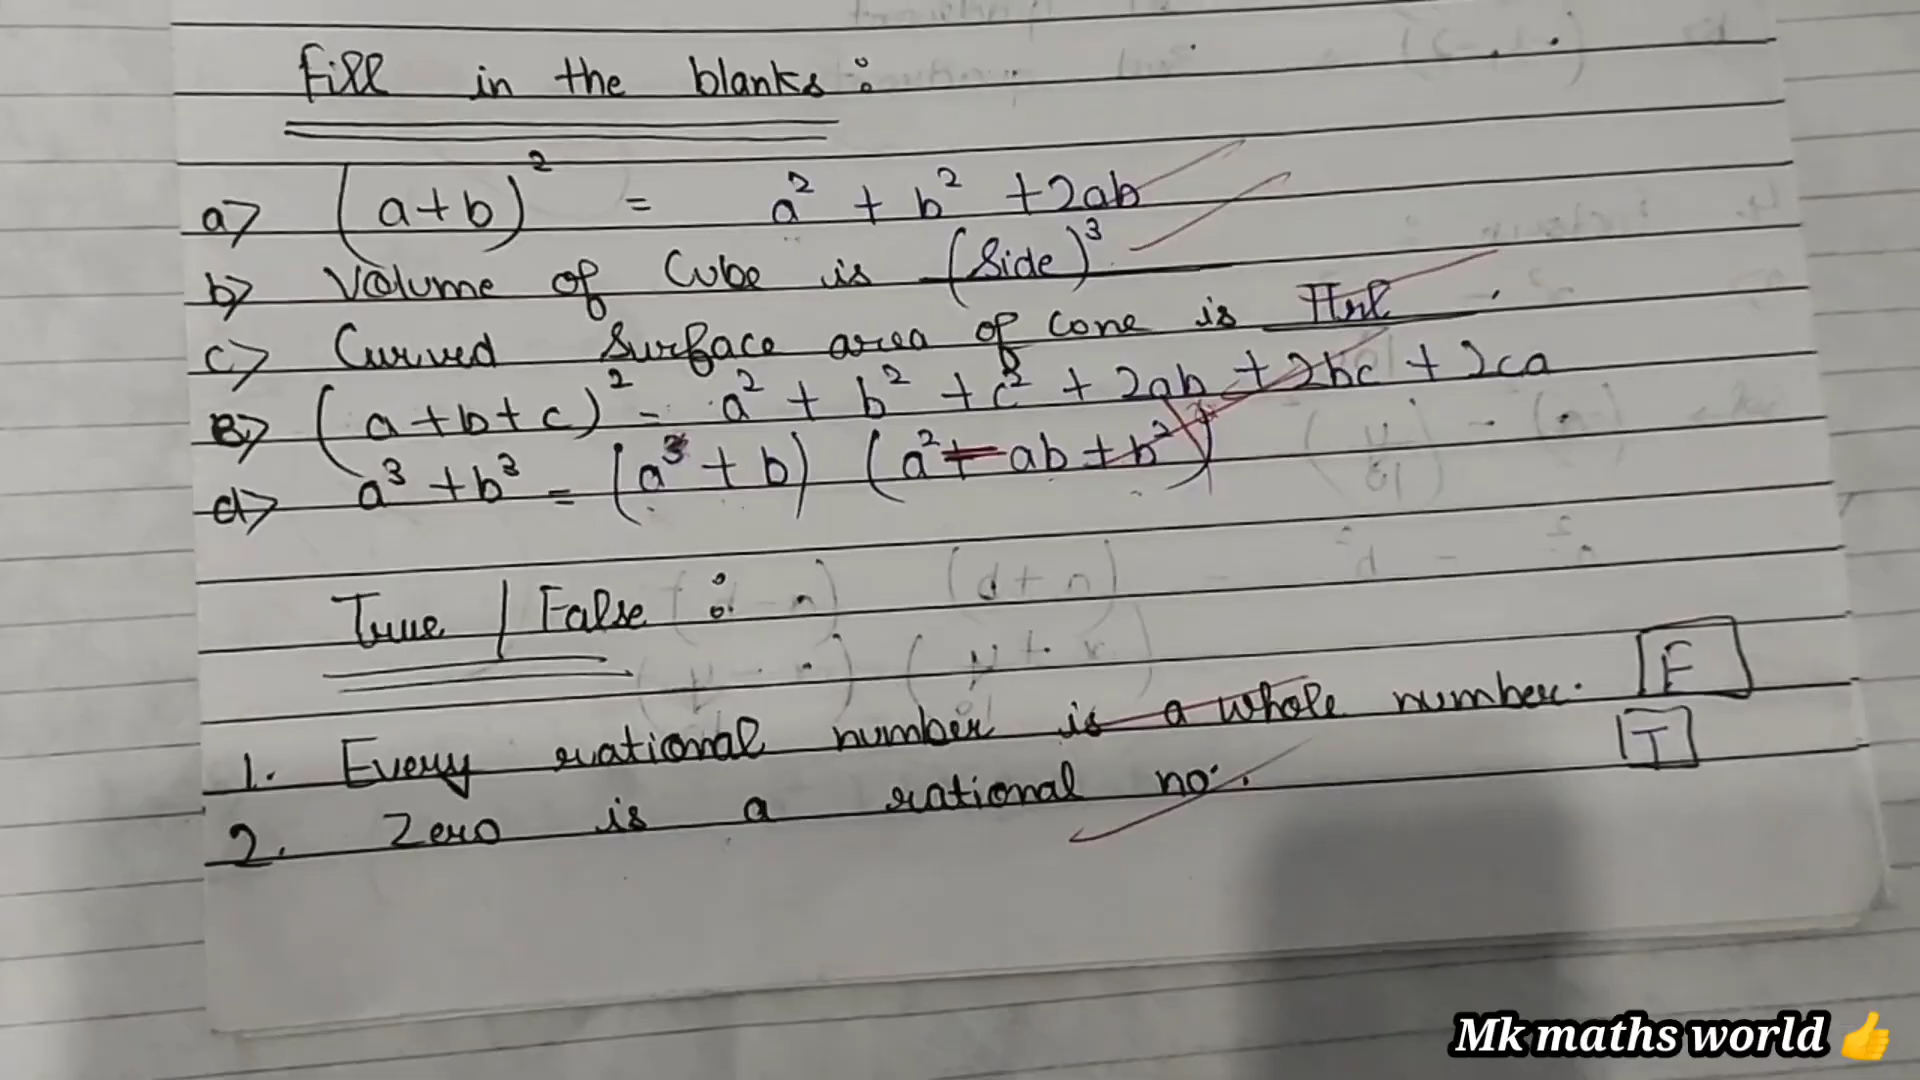 Fill in the blanks :
a) (a+b)² = a² + b² + 2ab
b) Volume of Cube is (Side)³
c) Curved Surface area of cone is πrl .
e) (a+b+c)² = a² + b² + c² + 2ab + 2bc + 2ca
d) a³ + b³ = (a³ + b) (a² - ab + b²)
True / False :
1. Every rational number is a whole number. F
2. Zero is a rational no. T
Mk maths world 👍